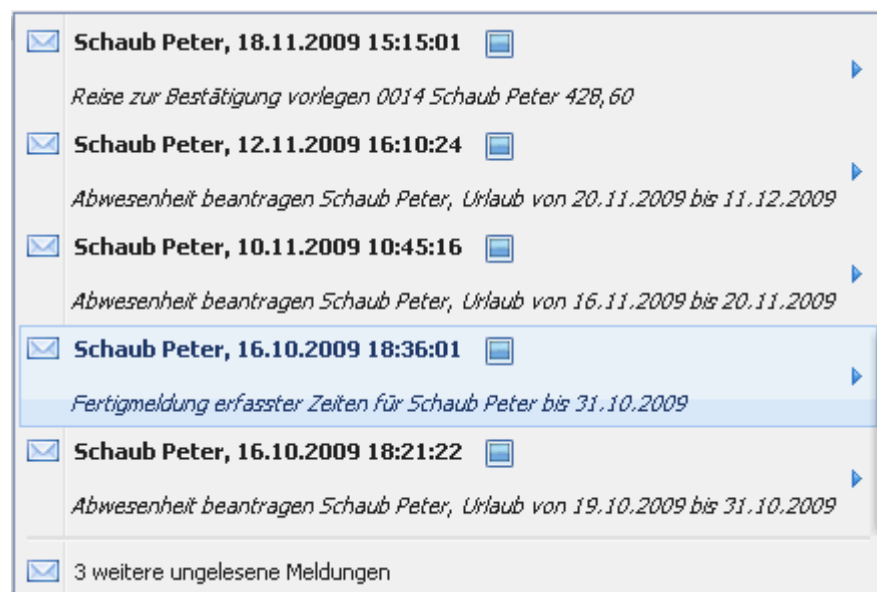 Schaub Peter, 18.11.2009 15:15:01
Reise zur Bestätigung vorlegen 0014 Schaub Peter 428,60
Schaub Peter, 12.11.2009 16:10:24
Abwesenheit beantragen Schaub Peter, Urlaub von 20.11.2009 bis 11.12.2009
Schaub Peter, 10.11.2009 10:45:16
Abwesenheit beantragen Schaub Peter, Urlaub von 16.11.2009 bis 20.11.2009
Schaub Peter, 16.10.2009 18:36:01
Fertigmeldung erfasster Zeiten für Schaub Peter bis 31.10.2009
Schaub Peter, 16.10.2009 18:21:22
Abwesenheit beantragen Schaub Peter, Urlaub von 19.10.2009 bis 31.10.2009
3 weitere ungelesene Meldungen